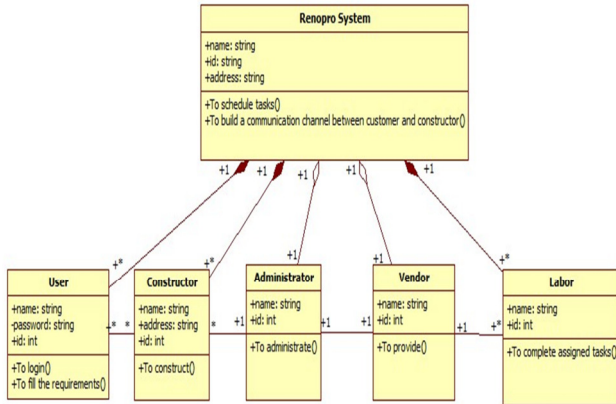 Renopro System
+name: string
+id: string
+address: string
+To schedule tasks()
+To build a communication channel between customer and constructor()
+1 +1 +1 +1 +1
+* +* +1 +1 +*
User
+name: string
-password: string
+id: int
+To login()
+To fill the requirements()
+* *
Constructor
+name: string
+address: string
+id: int
+To construct()
* +1
Administrator
+name: string
+id: int
+To administrate()
+1 +1
Vendor
+name: string
+id: int
+To provide()
+1 +*
Labor
+name: string
+id: int
+To complete assigned tasks()